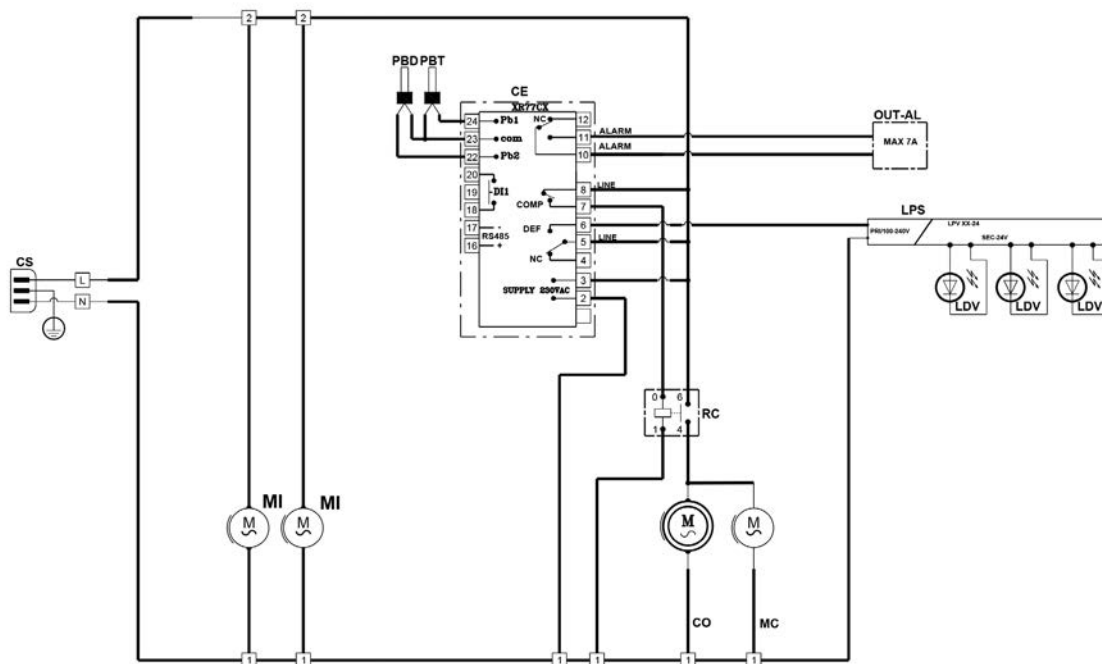 2
2
PBD
PBT
CE
XR77CX
NC
12
24
Pb1
11
ALARM
OUT-AL
MAX 7A
23
com
10
ALARM
22
Pb2
20
19
DI1
18
8
LINE
COMP
7
LPS
17
-
RS485
16
+
DEF
6
PRI/100-240V
LPV XX-24
SEC-24V
5
LINE
NC
4
CS
L
N
3
SUPPLY 230VAC
2
LDV
LDV
LDV
0
6
RC
1
4
MI
MI
M
M
M
M
CO
MC
1
1
1
1
1
1